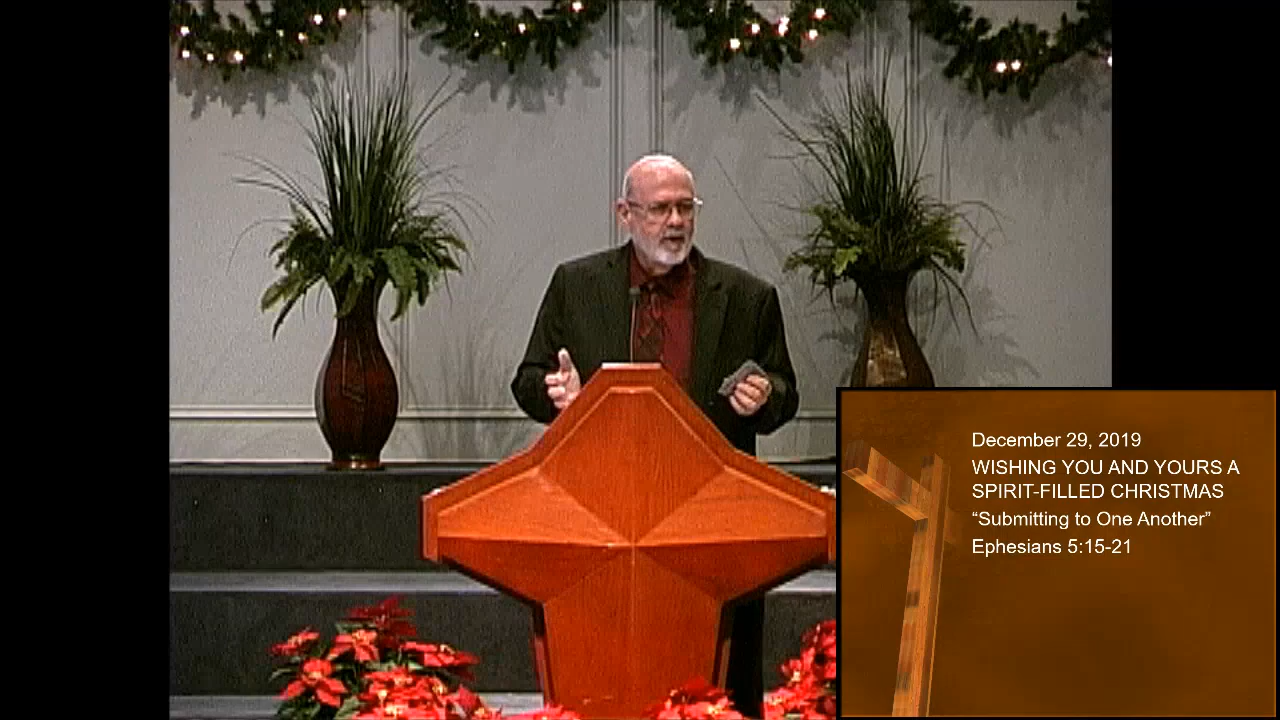 December 29, 2019
WISHING YOU AND YOURS A
SPIRIT-FILLED CHRISTMAS
“Submitting to One Another”
Ephesians 5:15-21